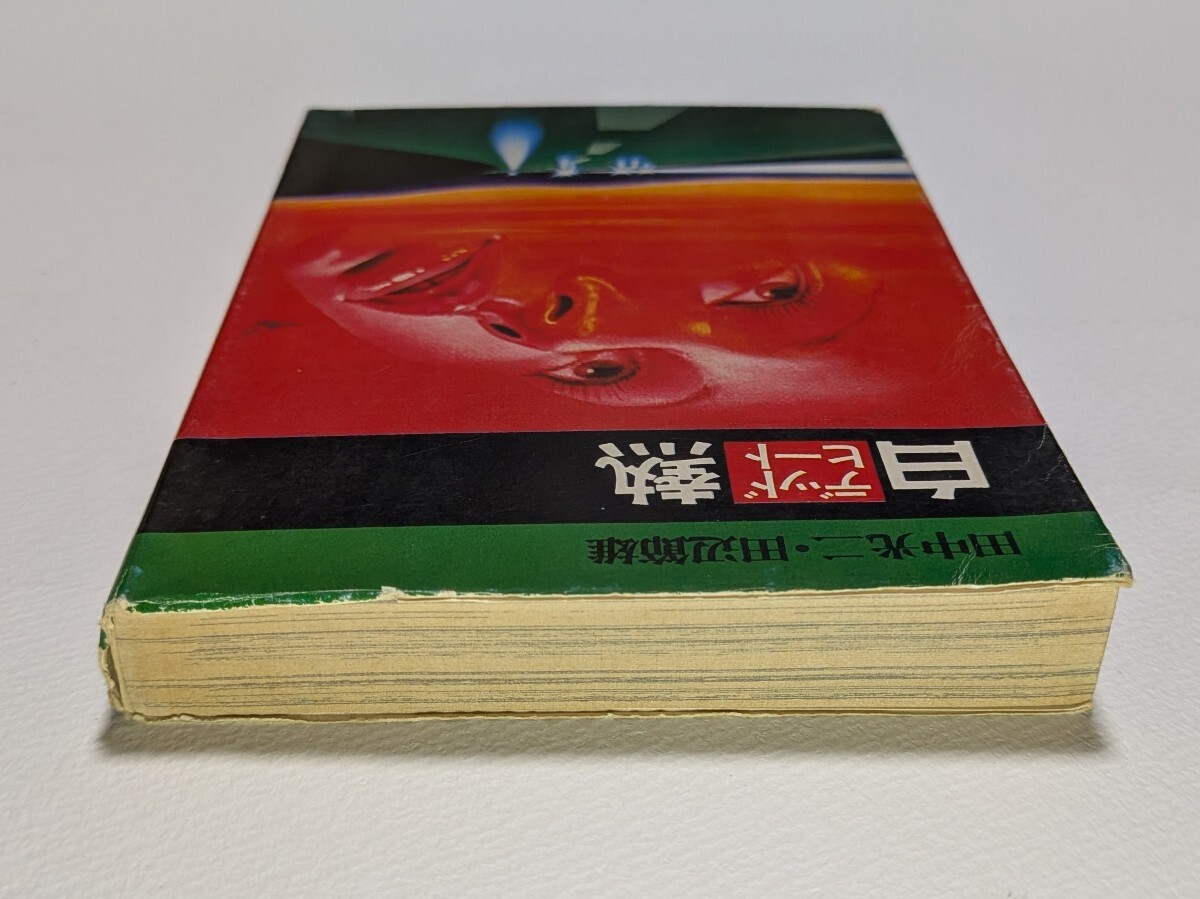 田中光二・田辺節雄
白熱
デッド
ヒート